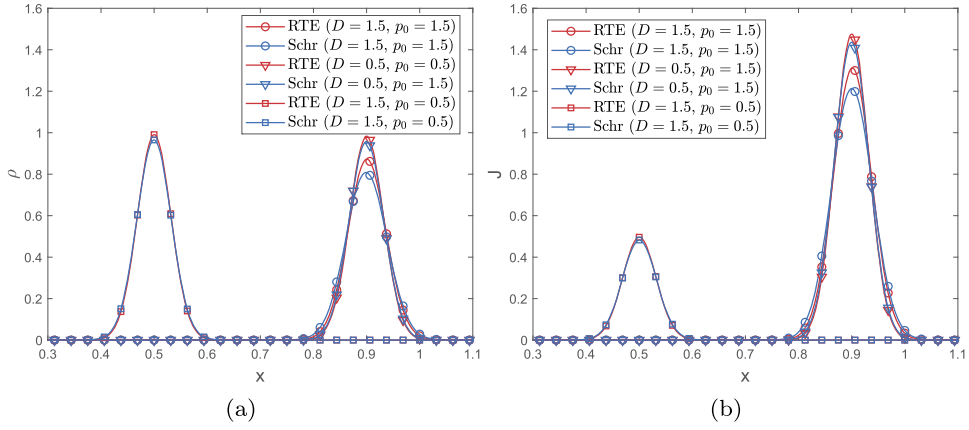 RTE (D = 1.5, p₀ = 1.5)
Schr (D = 1.5, p₀ = 1.5)
RTE (D = 0.5, p₀ = 1.5)
Schr (D = 0.5, p₀ = 1.5)
RTE (D = 1.5, p₀ = 0.5)
Schr (D = 1.5, p₀ = 0.5)
1.6
1.4
1.2
1
0.8
0.6
0.4
0.2
0
ρ
0.3 0.4 0.5 0.6 0.7 0.8 0.9 1 1.1
x
(a)
RTE (D = 1.5, p₀ = 1.5)
Schr (D = 1.5, p₀ = 1.5)
RTE (D = 0.5, p₀ = 1.5)
Schr (D = 0.5, p₀ = 1.5)
RTE (D = 1.5, p₀ = 0.5)
Schr (D = 1.5, p₀ = 0.5)
1.6
1.4
1.2
1
0.8
0.6
0.4
0.2
0
J
0.3 0.4 0.5 0.6 0.7 0.8 0.9 1 1.1
x
(b)